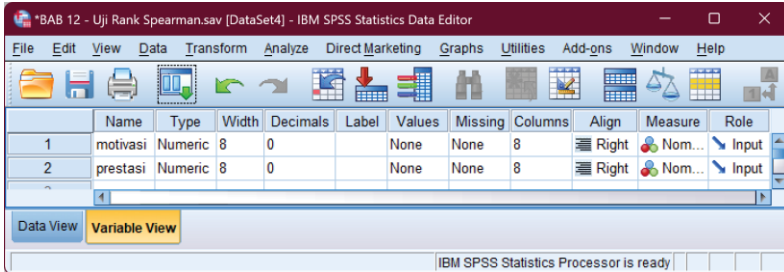 *BAB 12 - Uji Rank Spearman.sav [DataSet4] - IBM SPSS Statistics Data Editor
File Edit View Data Transform Analyze Direct Marketing Graphs Utilities Add-ons Window Help
Name Type Width Decimals Label Values Missing Columns Align Measure Role
1 motivasi Numeric 8 0 None None 8 Right Nom... Input
2 prestasi Numeric 8 0 None None 8 Right Nom... Input
Data View Variable View
IBM SPSS Statistics Processor is ready